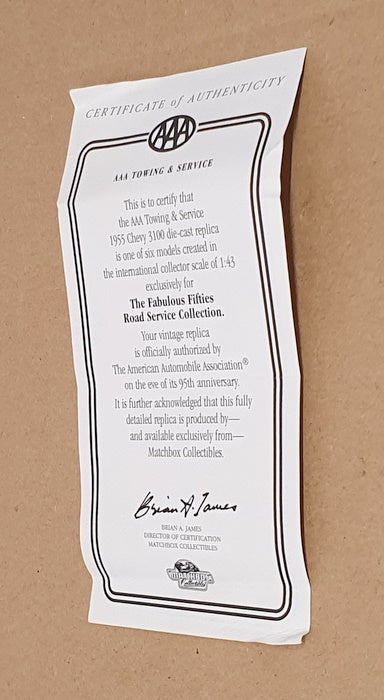 CERTIFICATE of AUTHENTICITY
AAA
AAA TOWING & SERVICE
This is to certify that
the AAA Towing & Service
1955 Chevy 3100 die-cast replica
is one of six models created in
the international collector scale of 1:43
exclusively for
The Fabulous Fifties
Road Service Collection.
Your vintage replica
is officially authorized by
The American Automobile Association®
on the eve of its 95th anniversary.
It is further acknowledged that this fully
detailed replica is produced by—
and available exclusively from—
Matchbox Collectibles.
Brian A. James
BRIAN A. JAMES
DIRECTOR OF CERTIFICATION
MATCHBOX COLLECTIBLES
MATCHBOX
Collectibles